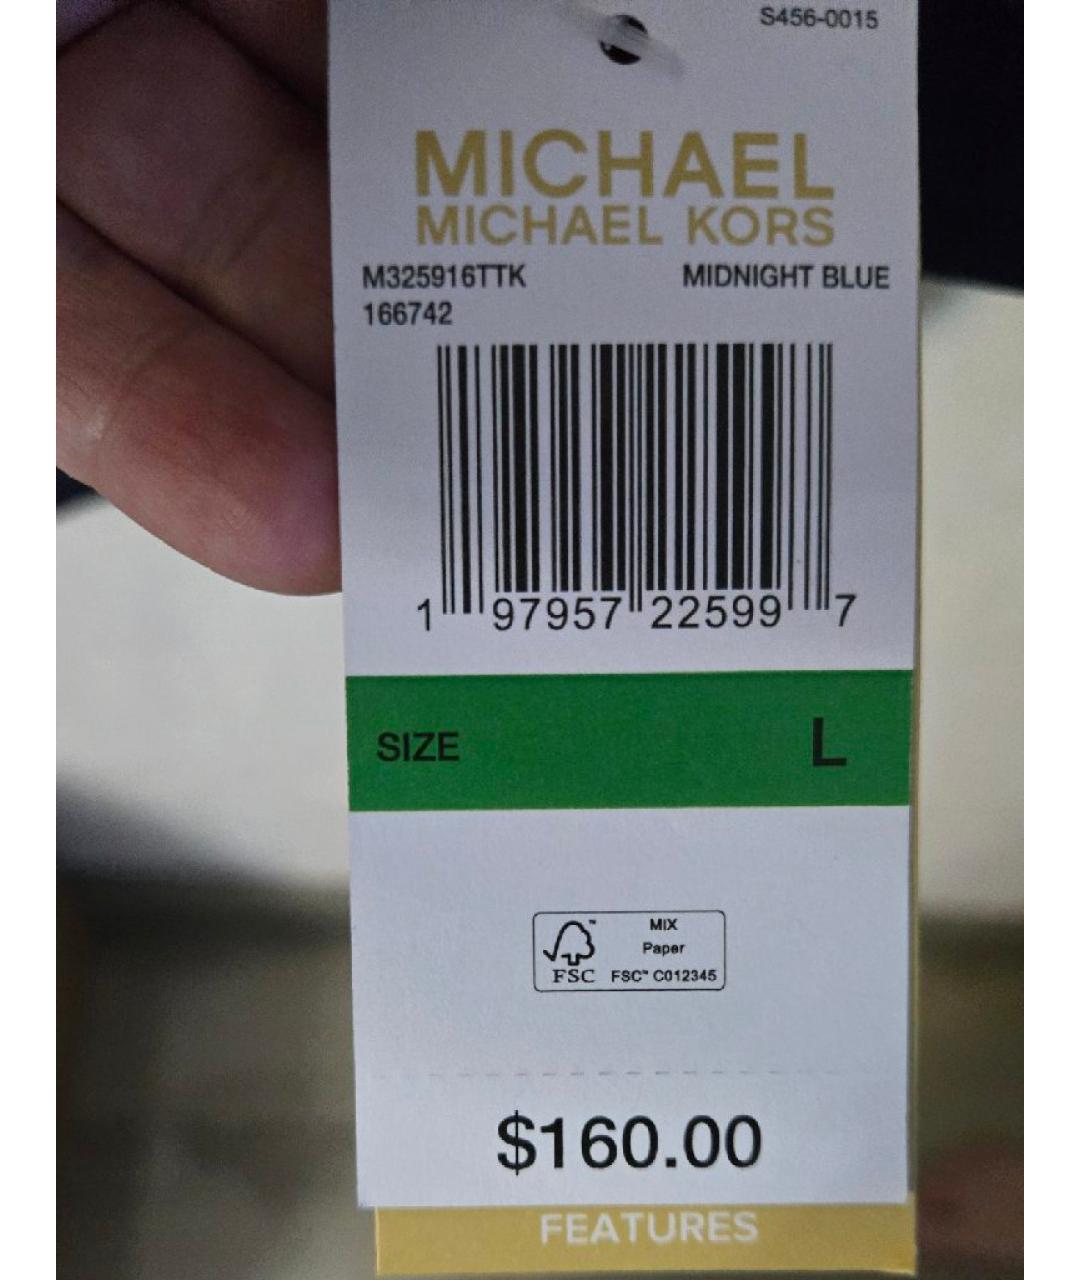 S456-0015
MICHAEL
MICHAEL KORS
M325916TTK MIDNIGHT BLUE
166742
1 97957 22599 7
SIZE L
MIX
Paper
FSC FSC™ C012345
$160.00
FEATURES